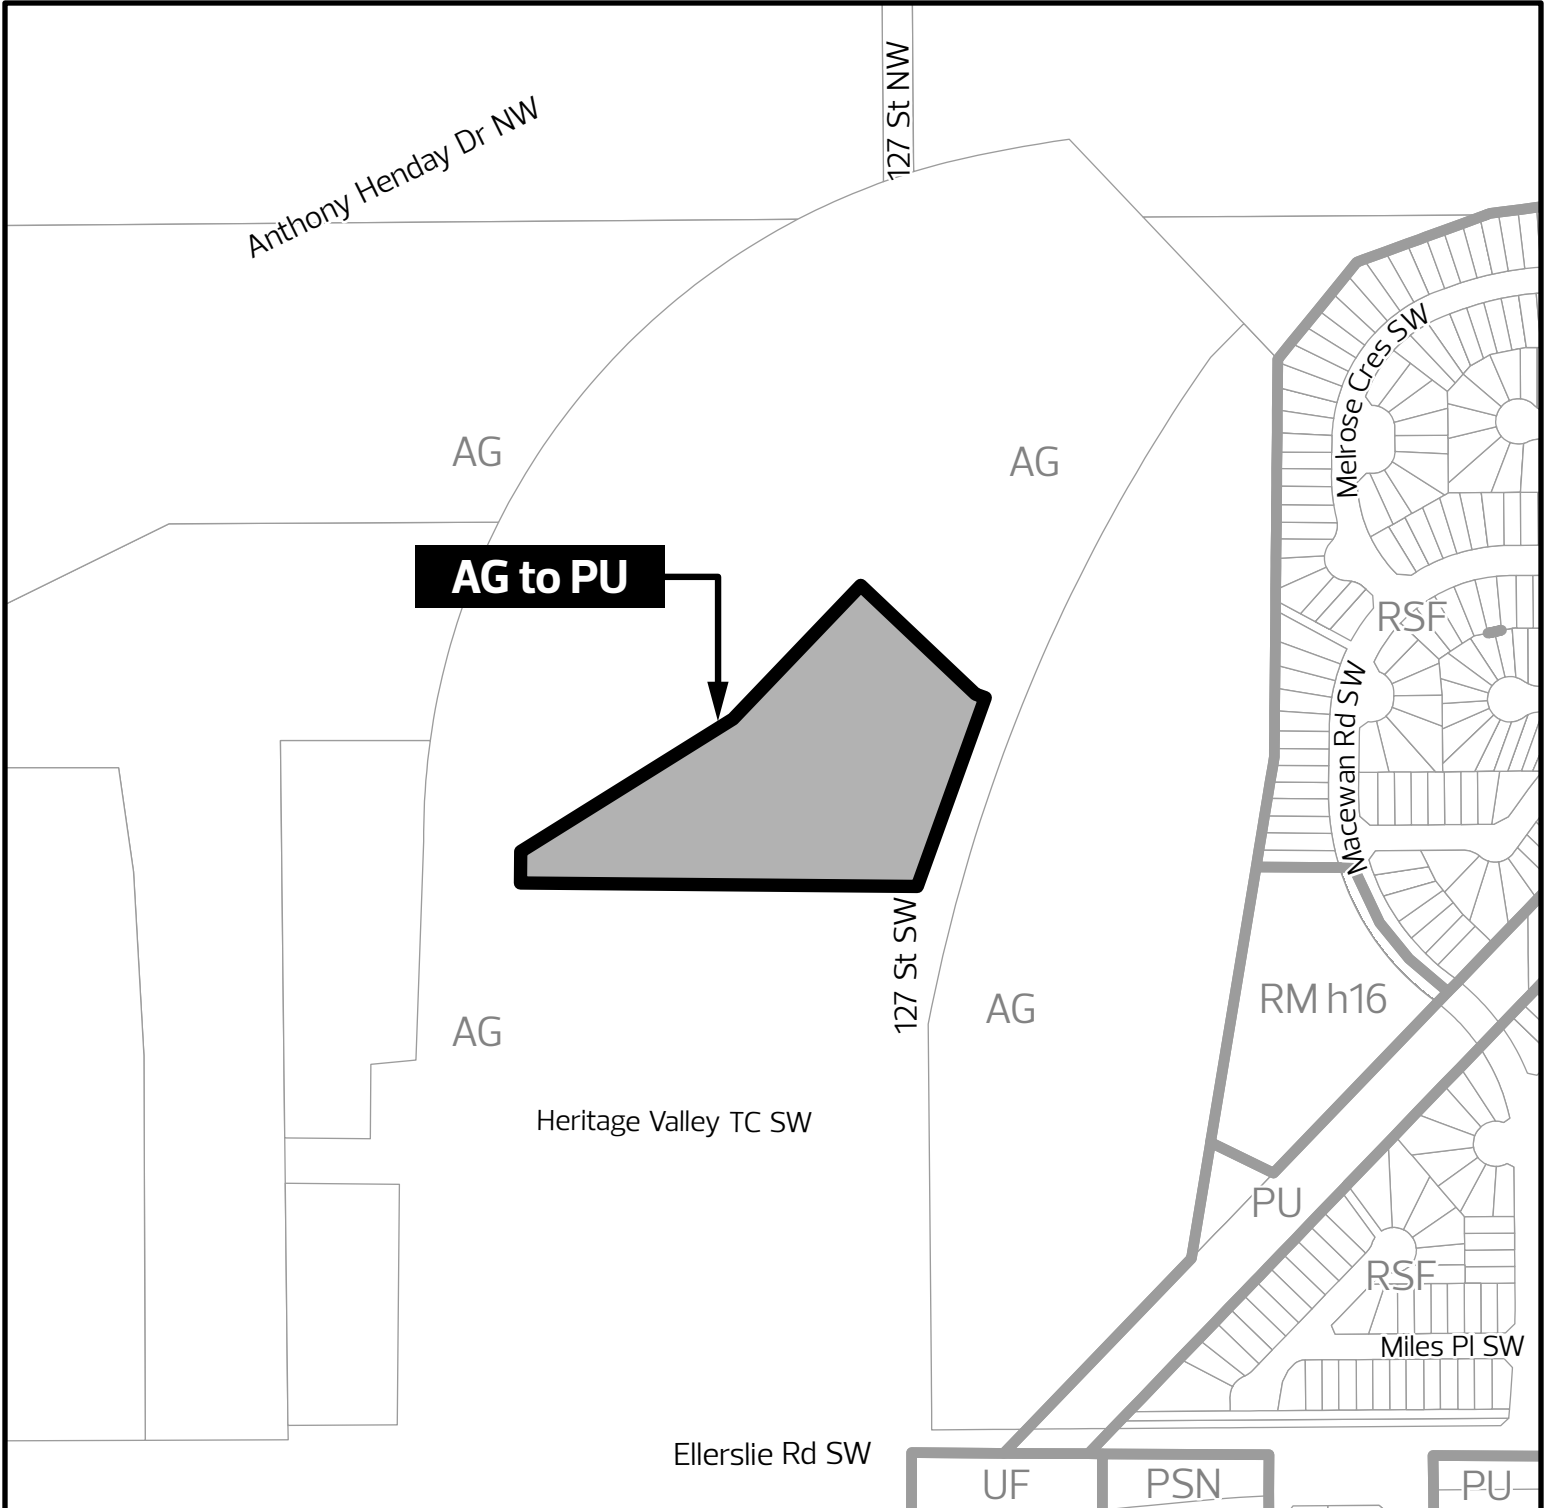 127 St NW
Anthony Henday Dr NW
Melrose Cres SW
AG
AG
AG to PU
RSF
Macewan Rd SW
127 St SW
RM h16
AG
AG
Heritage Valley TC SW
PU
RSF
Miles Pl SW
Ellerslie Rd SW
UF
PSN
PU